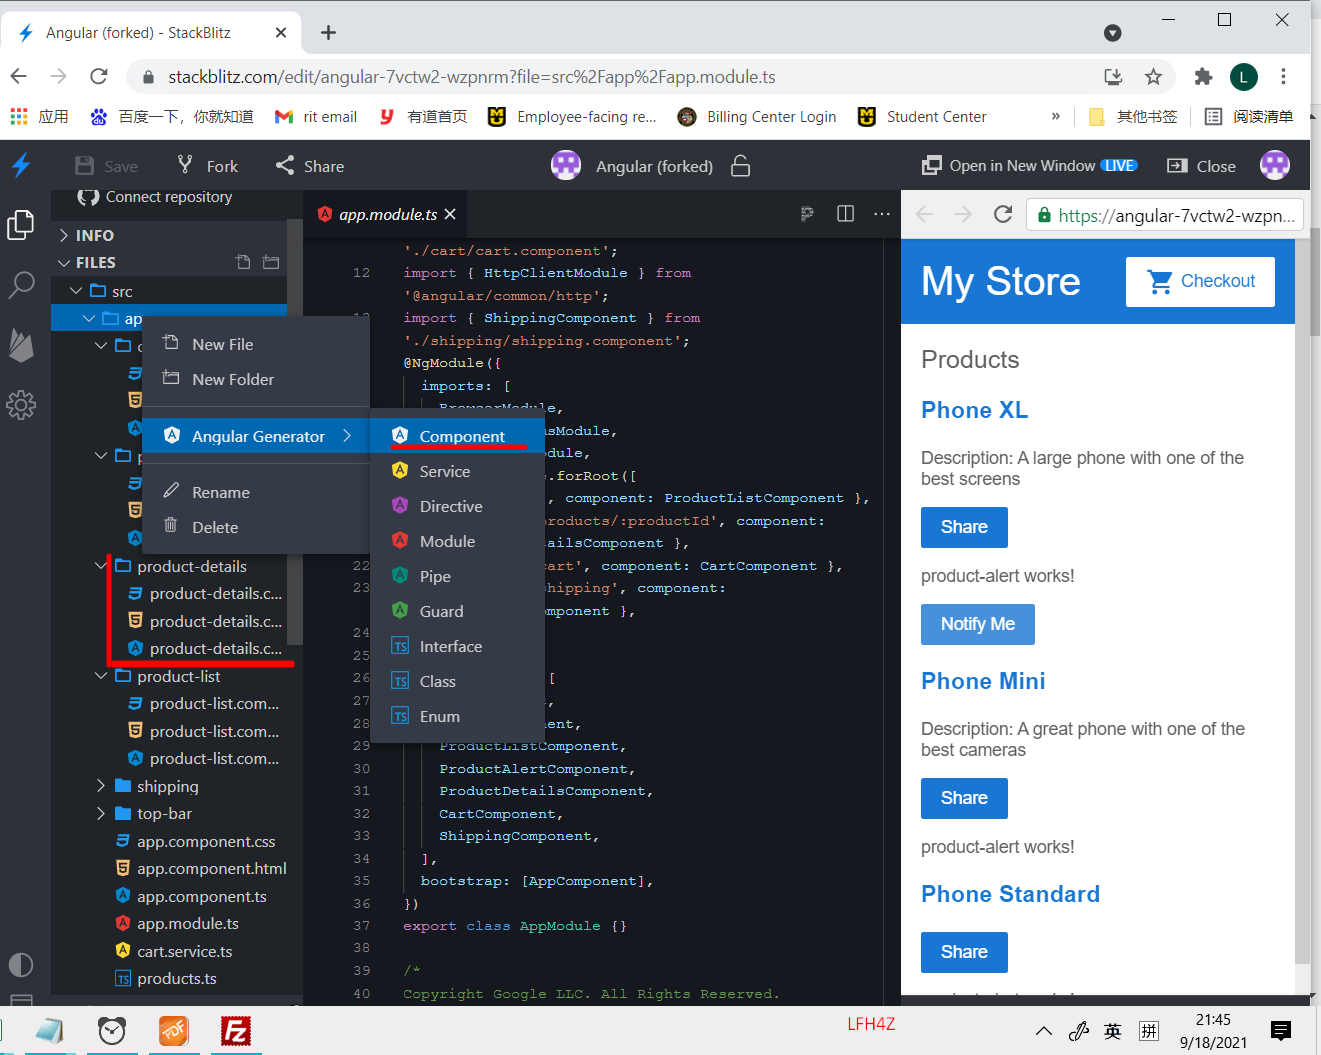 Angular (forked) - StackBlitz
stackblitz.com/edit/angular-7vctw2-wzpnrm?file=src%2Fapp%2Fapp.module.ts
L
应用
百度一下，你就知道
rit email
有道首页
Employee-facing re...
Billing Center Login
Student Center
»
其他书签
阅读清单
Save
Fork
Share
Angular (forked)
Open in New Window LIVE
Close
Connect repository
INFO
FILES
src
ap
product-details
product-details.c...
product-details.c...
product-details.c...
product-list
product-list.com...
product-list.com...
product-list.com...
shipping
top-bar
app.component.css
app.component.html
app.component.ts
app.module.ts
cart.service.ts
products.ts
New File
New Folder
Angular Generator
Rename
Delete
Component
Service
Directive
Module
Pipe
Guard
Interface
Class
Enum
app.module.ts
'./cart/cart.component';
12 import { HttpClientModule } from
'@angular/common/http';
import { ShippingComponent } from
'./shipping/shipping.component';
@NgModule({
imports: [
BrowserModule,
sModule,
dule,
.forRoot([
, component: ProductListComponent },
roducts/:productId', component:
tailsComponent },
22 cart', component: CartComponent },
23 hipping', component:
mponent },
24
25
26 [
27 ,
28 nent,
29 ProductListComponent,
30 ProductAlertComponent,
31 ProductDetailsComponent,
32 CartComponent,
33 ShippingComponent,
34 ],
35 bootstrap: [AppComponent],
36 })
37 export class AppModule {}
38
39 /*
40 Copyright Google LLC. All Rights Reserved.
https://angular-7vctw2-wzpn...
My Store
Checkout
Products
Phone XL
Description: A large phone with one of the
best screens
Share
product-alert works!
Notify Me
Phone Mini
Description: A great phone with one of the
best cameras
Share
product-alert works!
Phone Standard
Share
LFH4Z
英
拼
21:45
9/18/2021